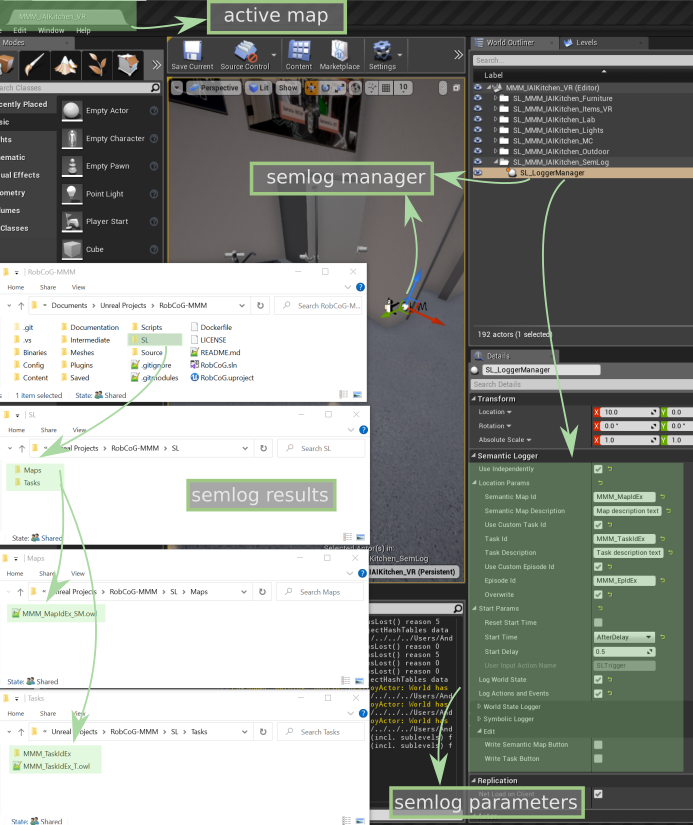 MMM_IAIKitchen_VR
active map
Edit Window Help
Modes
Search Classes
Recently Placed
Empty Actor
Empty Character
Empty Pawn
Point Light
Player Start
Cube
Visual Effects
Geometry
Volumes
Classes
Save Current
Source Control
Content
Marketplace
Settings
Perspective
Lit
Show
10
World Outliner
Levels
Search...
Label
MMM_IAIKitchen_VR (Editor)
SL_MMM_IAIKitchen_Furniture
SL_MMM_IAIKitchen_Items_VR
SL_MMM_IAIKitchen_Lab
SL_MMM_IAIKitchen_Lights
SL_MMM_IAIKitchen_MC
SL_MMM_IAIKitchen_Outdoor
SL_MMM_IAIKitchen_SemLog
SL_LoggerManager
semlog manager
192 actors (1 selected)
RobCoG-MMM
Home Share View
Documents > Unreal Projects > RobCoG-MMM
Search RobCoG-M...
.git Documentation Scripts Dockerfile
.vs Intermediate SL LICENSE
Binaries Meshes Source README.md
Config Plugins .gitignore RobCoG.sln
Content Saved .gitmodules RobCoG.uproject
1 item selected State: Shared
SL
Home Share View
Unreal Projects > RobCoG-MMM > SL
Search SL
Maps
Tasks
semlog results
State: Shared
Maps
Home Share View
Unreal Projects > RobCoG-MMM > SL > Maps
Search Maps
MMM_MapIdEx_SM.owl
State: Shared
Tasks
Home Share View
Unreal Projects > RobCoG-MMM > SL > Tasks
Search Tasks
MMM_TaskIdEx
MMM_TaskIdEx_T.owl
State: Shared
Selected Actor(s) in:
Kitchen_SemLog
IAIKitchen_VR (Persistent)
usLost() reason 5
ojectHashTables data
/../../../Users/And
usLost() reason 0
usLost() reason 5
usLost() reason 0
usLost() reason 0
ojectHashTables data
oyActor: World has
/../../../Users/And
oyActor: World has
/../../../Users/And
oyActor: World has
(incl. sublevels) f
(incl. sublevels) f
Details
SL_LoggerManager
Search Details
Transform
Location X 10.0 Y 0.0
Rotation X 0.0 ° Y 0.0 °
Absolute Scale X 1.0 Y 1.0
Semantic Logger
Use Independently
Location Params
Semantic Map Id MMM_MapIdEx
Semantic Map Description Map description text
Use Custom Task Id
Task Id MMM_TaskIdEx
Task Description Task description text
Use Custom Episode Id
Episode Id MMM_EpIdEx
Overwrite
Start Params
Reset Start Time
Start Time AfterDelay
Start Delay 0.5
User Input Action Name SLTrigger
Log World State
Log Actions and Events
World State Logger
Symbolic Logger
Edit
Write Semantic Map Button
Write Task Button
Replication
Net Load on Client
semlog parameters